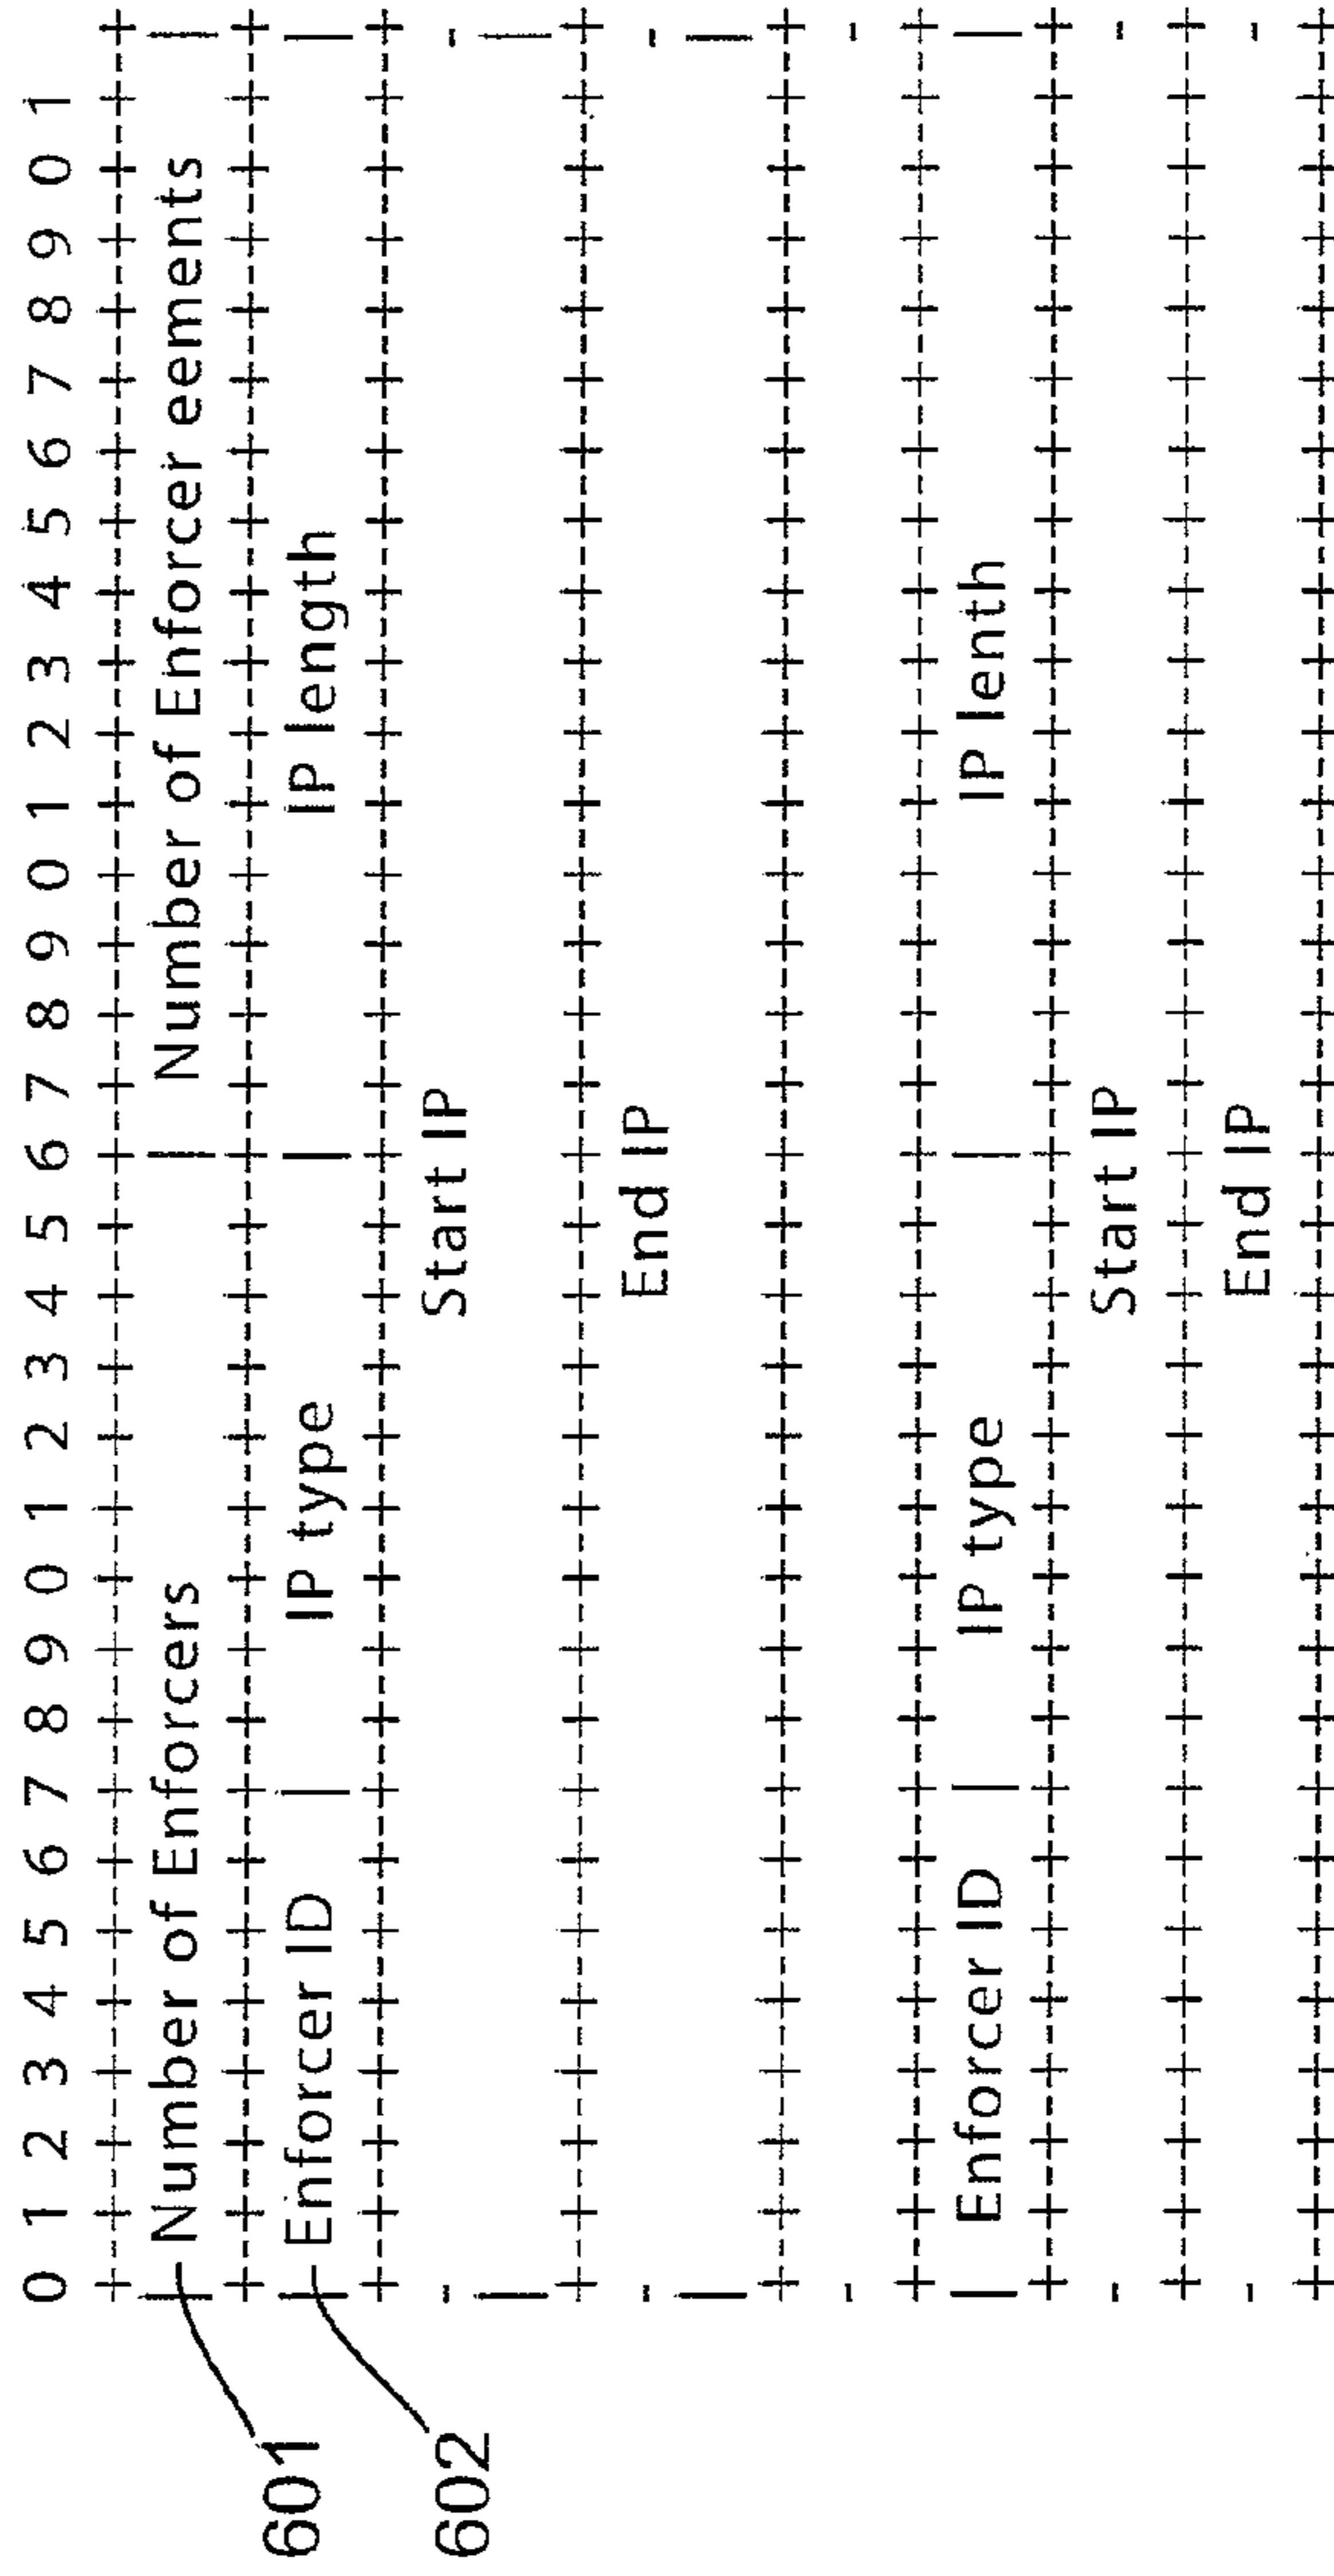 0 1 2 3 4 5 6 7 8 9 0 1 2 3 4 5 6 7 8 9 0 1 2 3 4 5 6 7 8 9 0 1
601 Number of Enforcers | Number of Enforcer eements |
602 Enforcer ID | IP type | IP length |
Start IP
End IP
| Enforcer ID | IP type | IP lenth |
Start IP
End IP